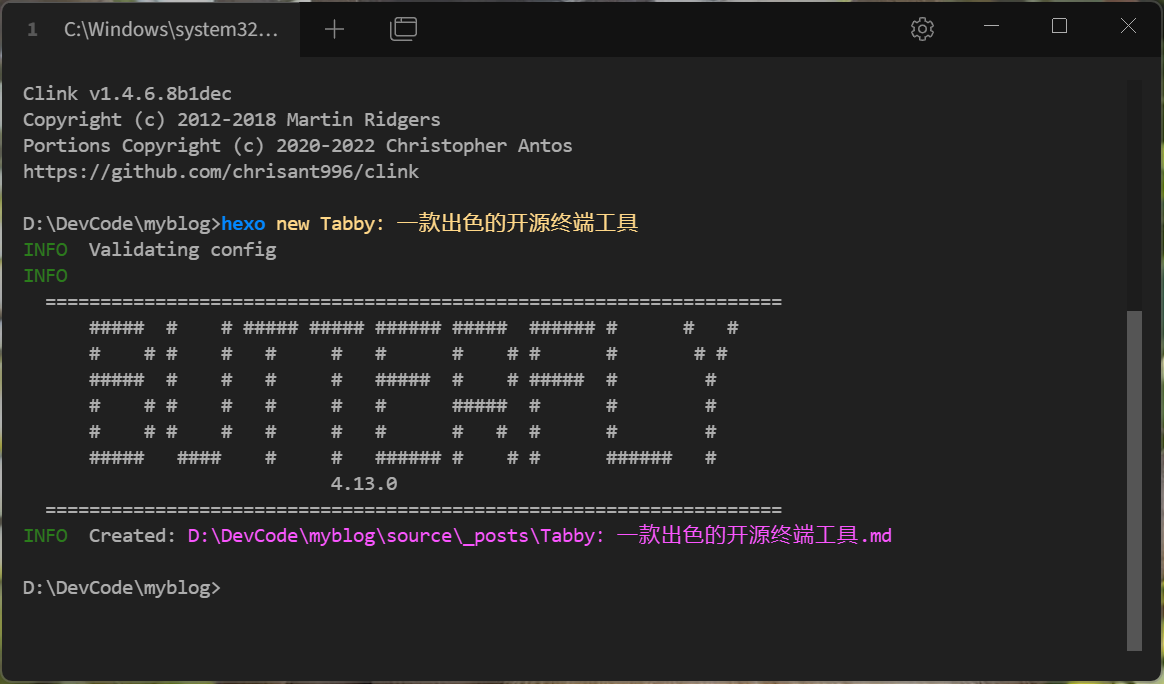 1 C:\Windows\system32...
Clink v1.4.6.8b1dec
Copyright (c) 2012-2018 Martin Ridgers
Portions Copyright (c) 2020-2022 Christopher Antos
https://github.com/chrisant996/clink
D:\DevCode\myblog>hexo new Tabby: 一款出色的开源终端工具
INFO  Validating config
INFO
  ===================================================================
      #####  #    # ##### ##### ###### #####  ###### #      #   #
      #    # #    #   #     #   #      #    # #      #       # #
      #####  #    #   #     #   #####  #    # #####  #        #
      #    # #    #   #     #   #      #####  #      #        #
      #    # #    #   #     #   #      #   #  #      #        #
      #####   ####    #     #   ###### #    # #      ######   #
                            4.13.0
  ===================================================================
INFO  Created: D:\DevCode\myblog\source\_posts\Tabby: 一款出色的开源终端工具.md
D:\DevCode\myblog>